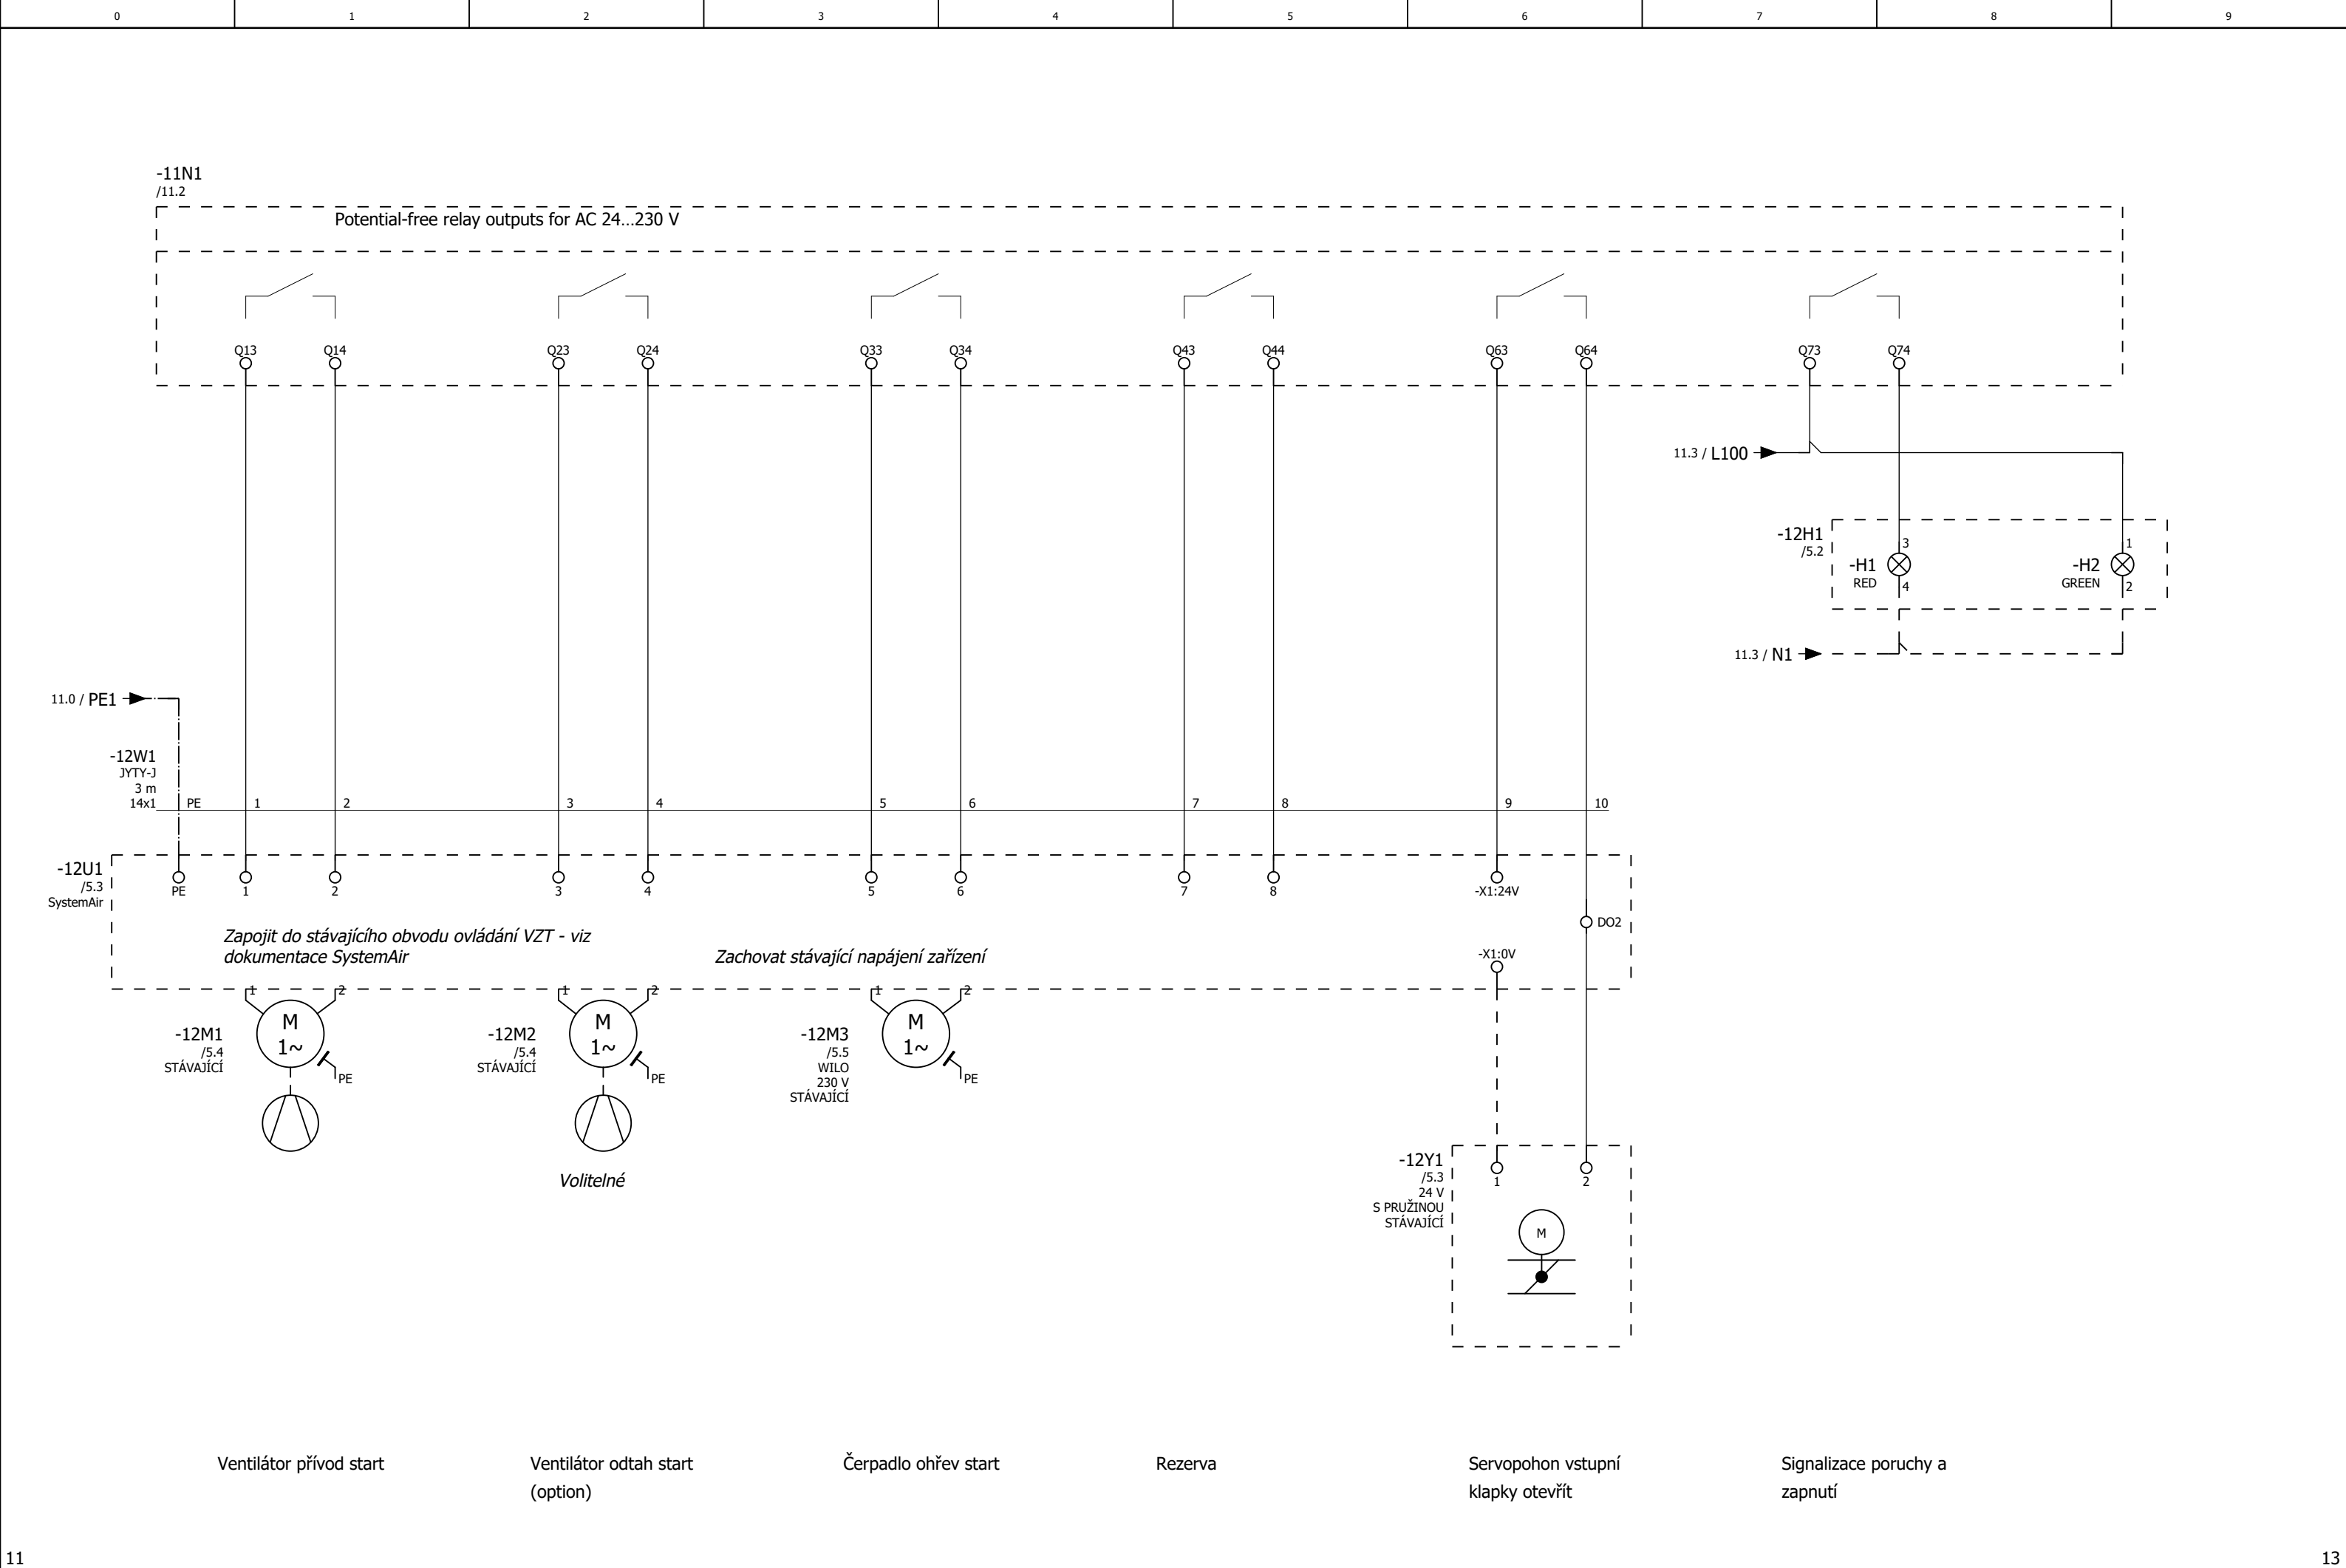 0 1 2 3 4 5 6 7 8 9
-11N1
/11.2
Potential-free relay outputs for AC 24...230 V
Q13 Q14 Q23 Q24 Q33 Q34 Q43 Q44 Q63 Q64 Q73 Q74
11.3 / L100
-12H1
/5.2
-H1
RED
3
4
-H2
GREEN
1
2
11.3 / N1
11.0 / PE1
-12W1
JYTY-J
3 m
14x1
PE 1 2 3 4 5 6 7 8 9 10
-12U1
/5.3
SystemAir
PE 1 2 3 4 5 6 7 8 -X1:24V
DO2
Zapojit do stávajícího obvodu ovládání VZT - viz
dokumentace SystemAir
Zachovat stávající napájení zařízení
-X1:0V
1 2 1 2 1 2
-12M1
/5.4
STÁVAJÍCÍ
M
1~
PE
-12M2
/5.4
STÁVAJÍCÍ
M
1~
PE
Volitelné
-12M3
/5.5
WILO
230 V
STÁVAJÍCÍ
M
1~
PE
-12Y1
/5.3
24 V
S PRUŽINOU
STÁVAJÍCÍ
1 2
M
Ventilátor přívod start
Ventilátor odtah start
(option)
Čerpadlo ohřev start
Rezerva
Servopohon vstupní
klapky otevřít
Signalizace poruchy a
zapnutí
11
13